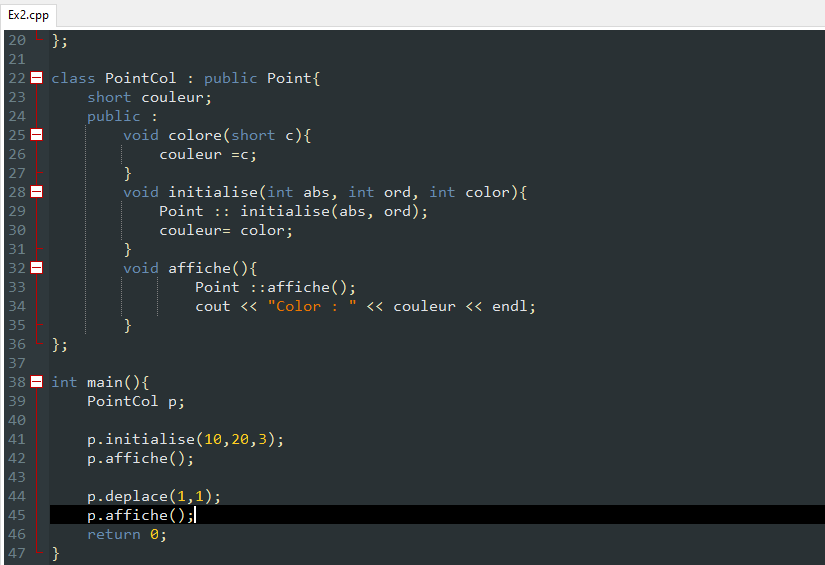 Ex2.cpp
20 };
21
22 class PointCol : public Point{
23     short couleur;
24     public :
25         void colore(short c){
26             couleur =c;
27         }
28         void initialise(int abs, int ord, int color){
29             Point :: initialise(abs, ord);
30             couleur= color;
31         }
32         void affiche(){
33                 Point ::affiche();
34                 cout << "Color : " << couleur << endl;
35         }
36 };
37
38 int main(){
39     PointCol p;
40
41     p.initialise(10,20,3);
42     p.affiche();
43
44     p.deplace(1,1);
45     p.affiche();
46     return 0;
47 }